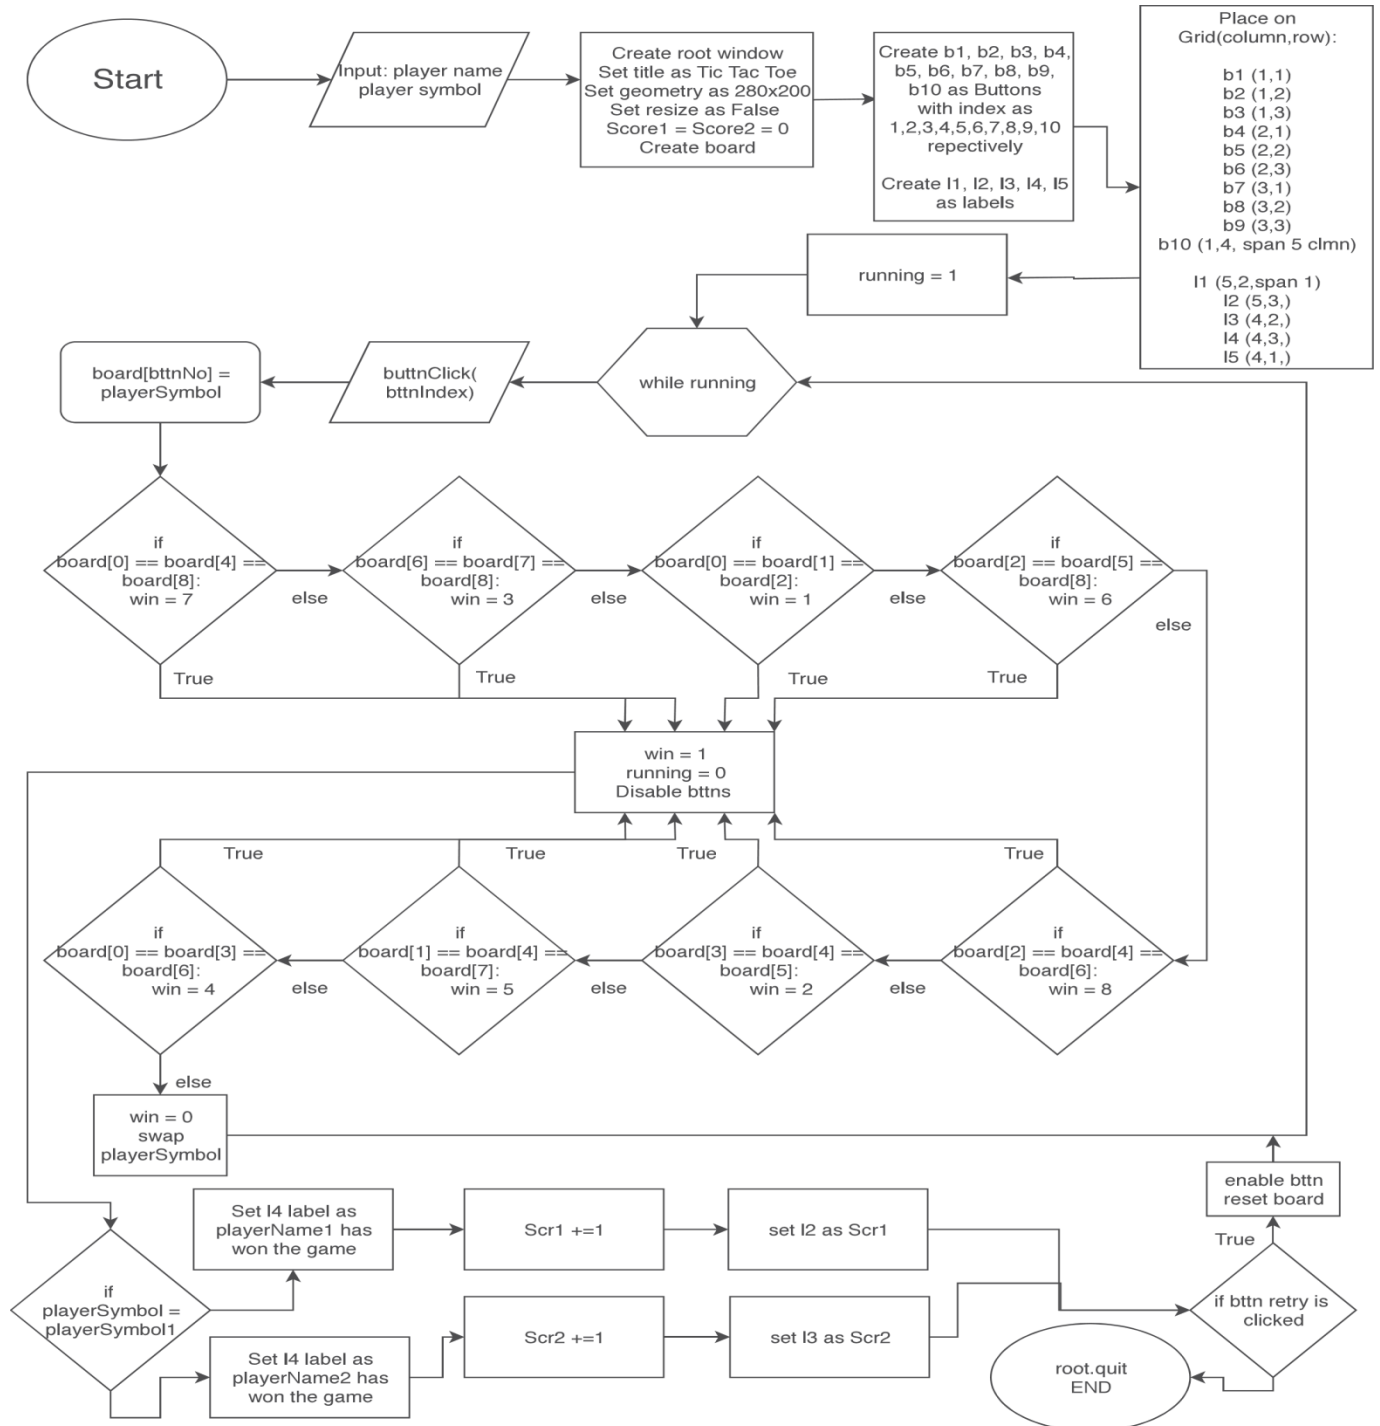 Start
Input: player name
player symbol
Create root window
Set title as Tic Tac Toe
Set geometry as 280x200
Set resize as False
Score1 = Score2 = 0
Create board
Create b1, b2, b3, b4,
b5, b6, b7, b8, b9,
b10 as Buttons
with index as
1,2,3,4,5,6,7,8,9,10
repectively
Create l1, l2, l3, l4, l5
as labels
Place on
Grid(column,row):
b1 (1,1)
b2 (1,2)
b3 (1,3)
b4 (2,1)
b5 (2,2)
b6 (2,3)
b7 (3,1)
b8 (3,2)
b9 (3,3)
b10 (1,4, span 5 clmn)
l1 (5,2,span 1)
l2 (5,3,)
l3 (4,2,)
l4 (4,3,)
l5 (4,1,)
running = 1
while running
buttnClick(
bttnIndex)
board[bttnNo] =
playerSymbol
if
board[0] == board[4] ==
board[8]:
win = 7
else
True
if
board[6] == board[7] ==
board[8]:
win = 3
else
True
if
board[0] == board[1] ==
board[2]:
win = 1
else
True
if
board[2] == board[5] ==
board[8]:
win = 6
else
True
win = 1
running = 0
Disable bttns
True
True
True
True
if
board[0] == board[3] ==
board[6]:
win = 4
else
if
board[1] == board[4] ==
board[7]:
win = 5
else
if
board[3] == board[4] ==
board[5]:
win = 2
else
if
board[2] == board[4] ==
board[6]:
win = 8
else
win = 0
swap
playerSymbol
enable bttn
reset board
True
if
playerSymbol =
playerSymbol1
Set l4 label as
playerName1 has
won the game
Scr1 +=1
set l2 as Scr1
Set l4 label as
playerName2 has
won the game
Scr2 +=1
set l3 as Scr2
if bttn retry is
clicked
root.quit
END